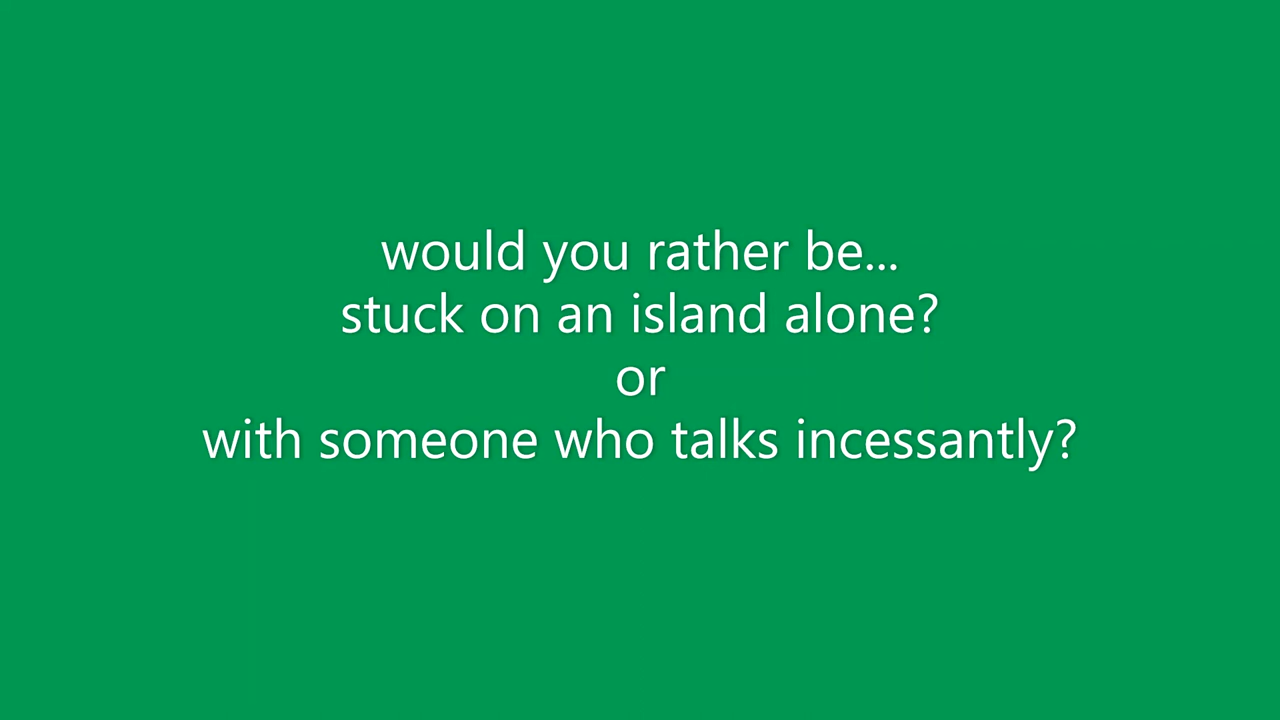 would you rather be...
stuck on an island alone?
or
with someone who talks incessantly?